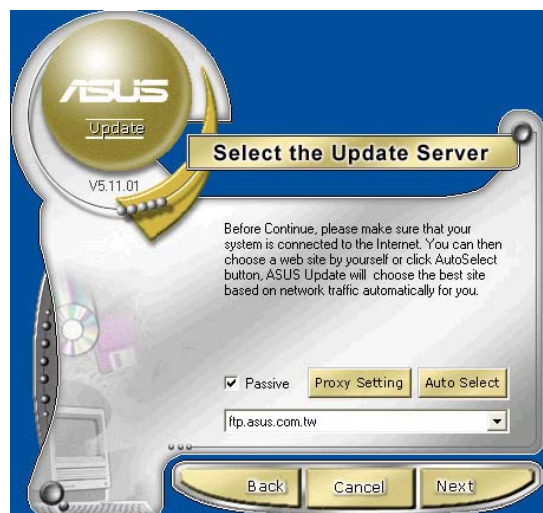 ASUS
Update
V5.11.01
Select the Update Server
Before Continue, please make sure that your
system is connected to the Internet. You can then
choose a web site by yourself or click AutoSelect
button, ASUS Update will choose the best site
based on network traffic automatically for you.
Passive
Proxy Setting
Auto Select
ftp.asus.com.tw
Back
Cancel
Next